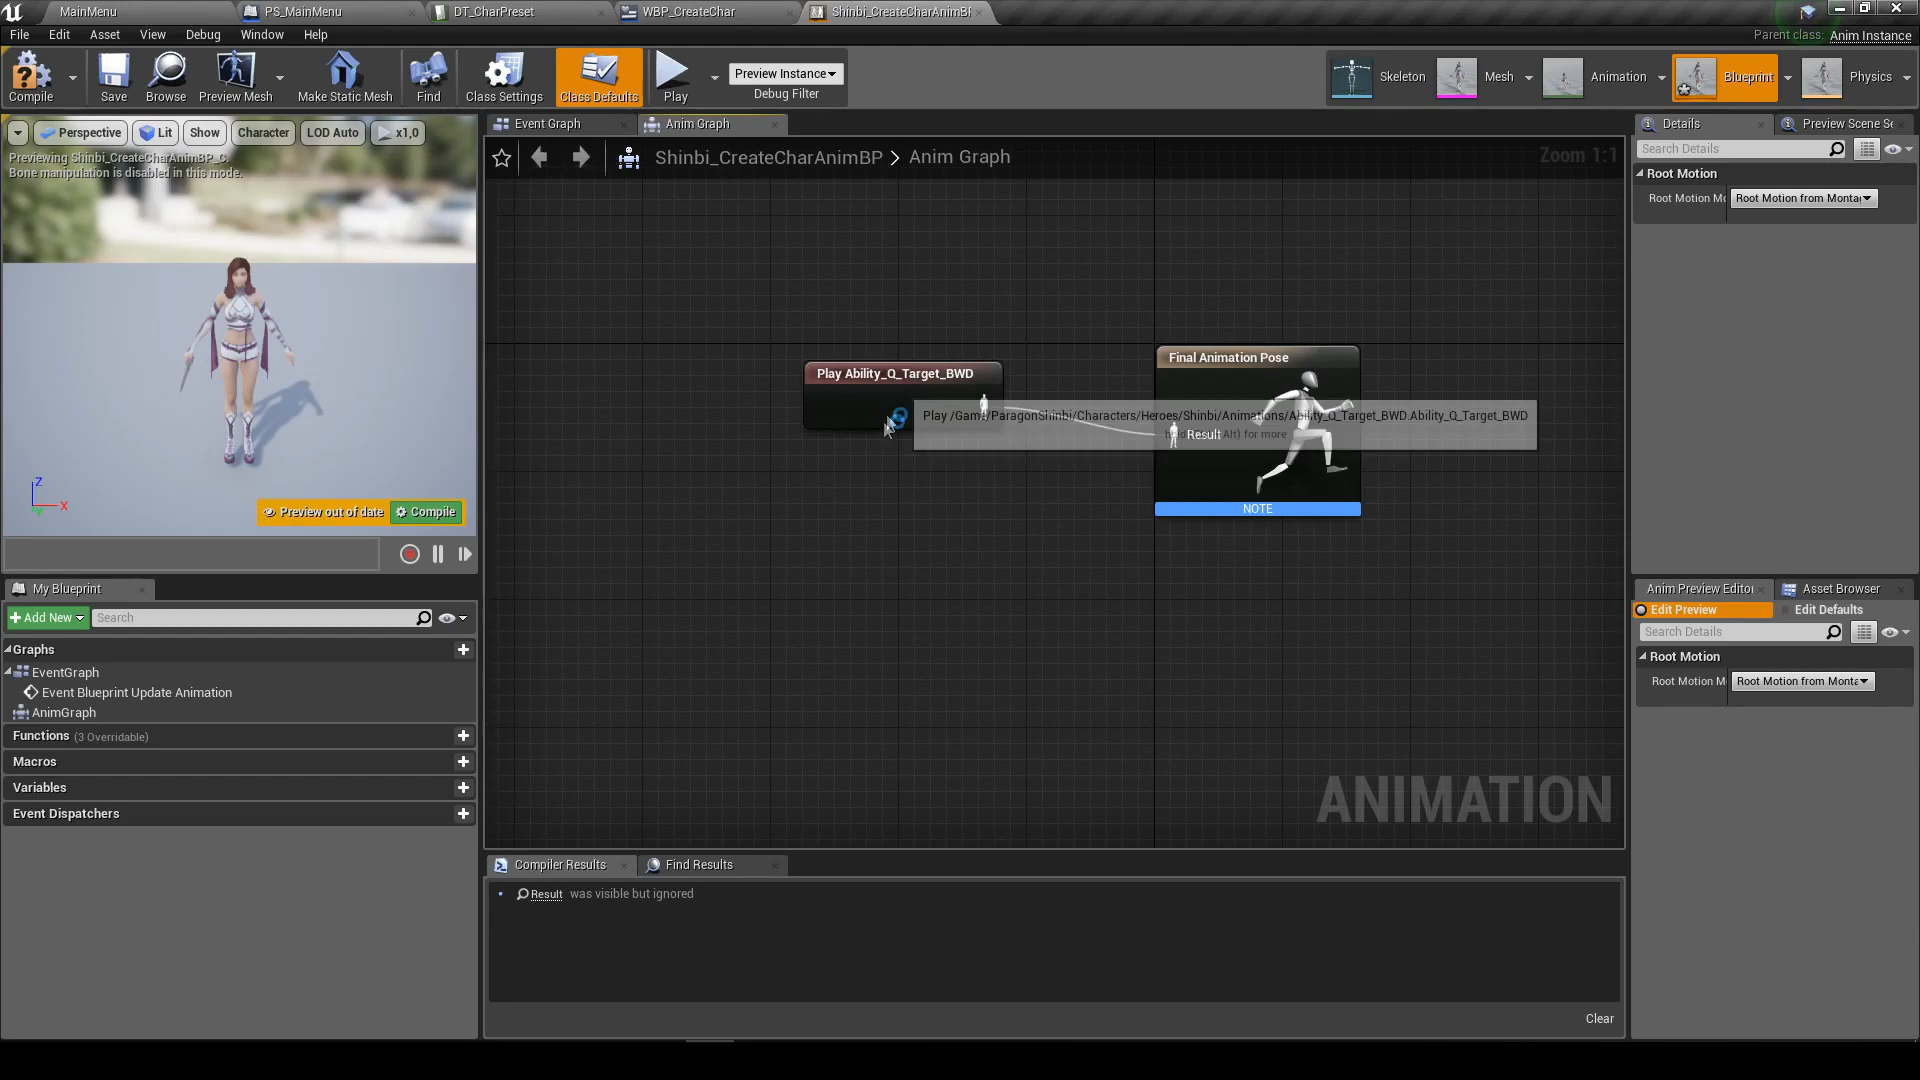 MainMenu
PS_MainMenu
DT_CharPreset
WBP_CreateChar
Shinbi_CreateCharAnimBP
File Edit Asset View Debug Window Help
Parent class: Anim Instance
Compile
Save
Browse
Preview Mesh
Make Static Mesh
Find
Class Settings
Class Defaults
Play
Preview Instance
Debug Filter
Skeleton
Mesh
Animation
Blueprint
Physics
Perspective
Lit
Show
Character
LOD Auto
x1,0
Previewing Shinbi_CreateCharAnimBP_C.
Bone manipulation is disabled in this mode.
Z
X
Y
Preview out of date
Compile
Event Graph
Anim Graph
Shinbi_CreateCharAnimBP > Anim Graph
Zoom 1:1
Play Ability_Q_Target_BWD
Final Animation Pose
Play /Game/ParagonShinbi/Characters/Heroes/Shinbi/Animations/Ability_Q_Target_BWD.Ability_Q_Target_BWD
Alt) for more
Result
NOTE
ANIMATION
Details
Preview Scene Se
Search Details
Root Motion
Root Motion Mo
Root Motion from Montag
My Blueprint
Add New
Search
Graphs
EventGraph
Event Blueprint Update Animation
AnimGraph
Functions (3 Overridable)
Macros
Variables
Event Dispatchers
Compiler Results
Find Results
Result was visible but ignored
Clear
Anim Preview Editor
Asset Browser
Edit Preview
Edit Defaults
Search Details
Root Motion
Root Motion M
Root Motion from Monta